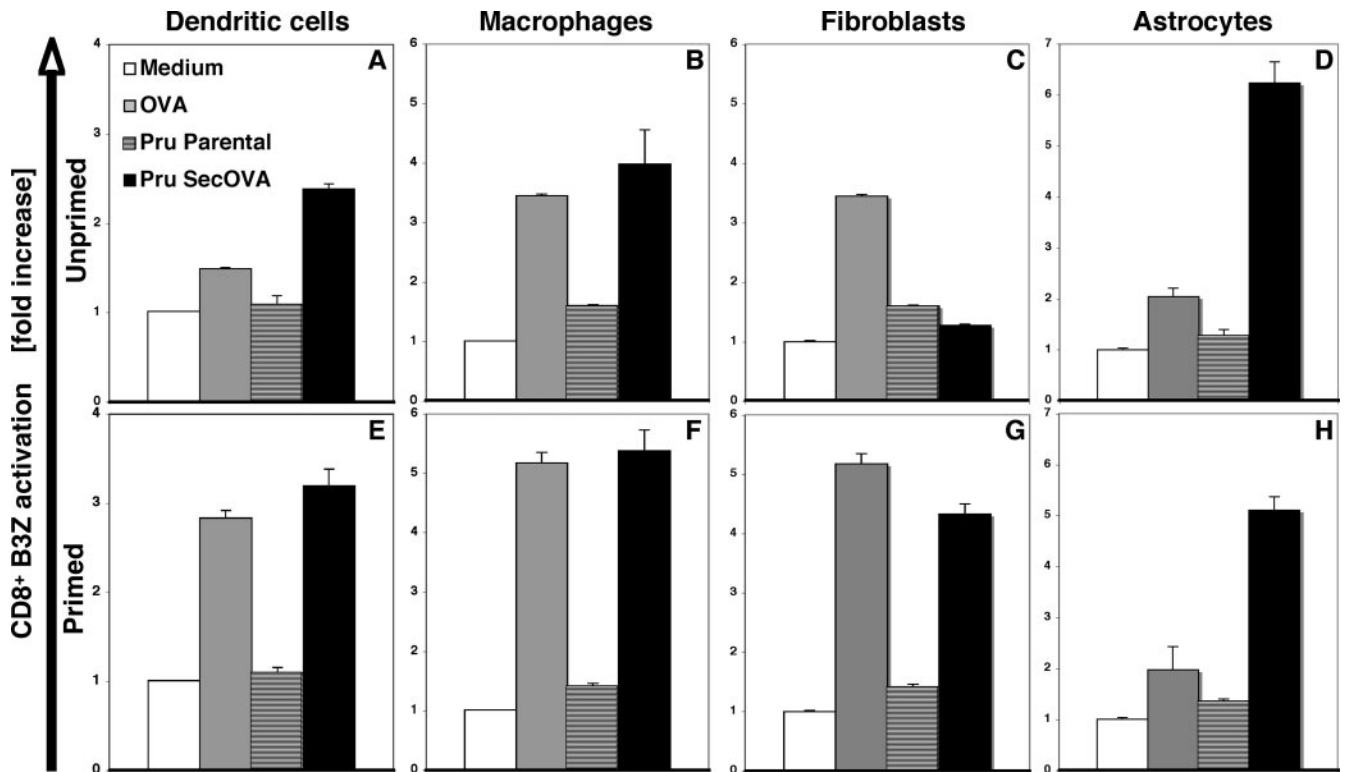 Dendritic cells
Macrophages
Fibroblasts
Astrocytes
CD8+ B3Z activation [fold increase]
Unprimed
4
3
2
1
0
A
Medium
OVA
Pru Parental
Pru SecOVA
6
5
4
3
2
1
0
B
6
5
4
3
2
1
0
C
7
6
5
4
3
2
1
0
D
Primed
4
3
2
1
0
E
6
5
4
3
2
1
0
F
6
5
4
3
2
1
0
G
7
6
5
4
3
2
1
0
H